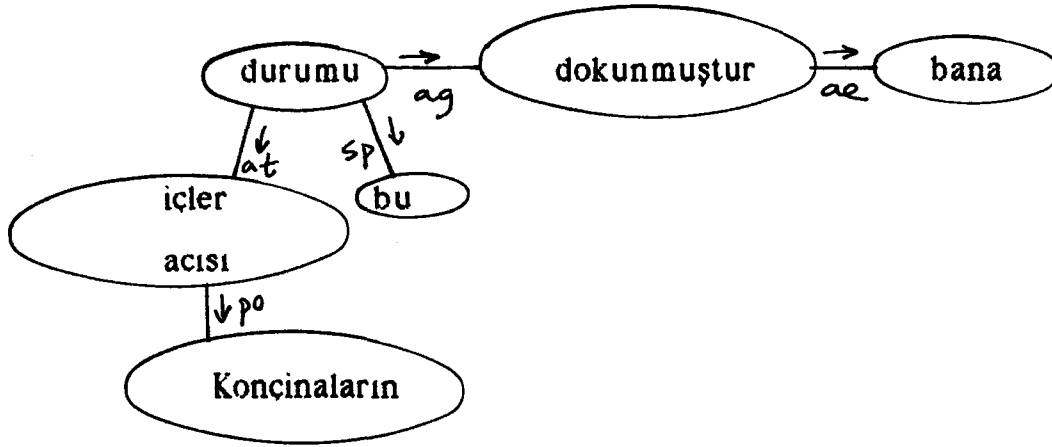 durumu → dokunmuştur → bana
ag ae
↓ ↓
at sp
içler bu
acısı
↓ po
Konçinaların